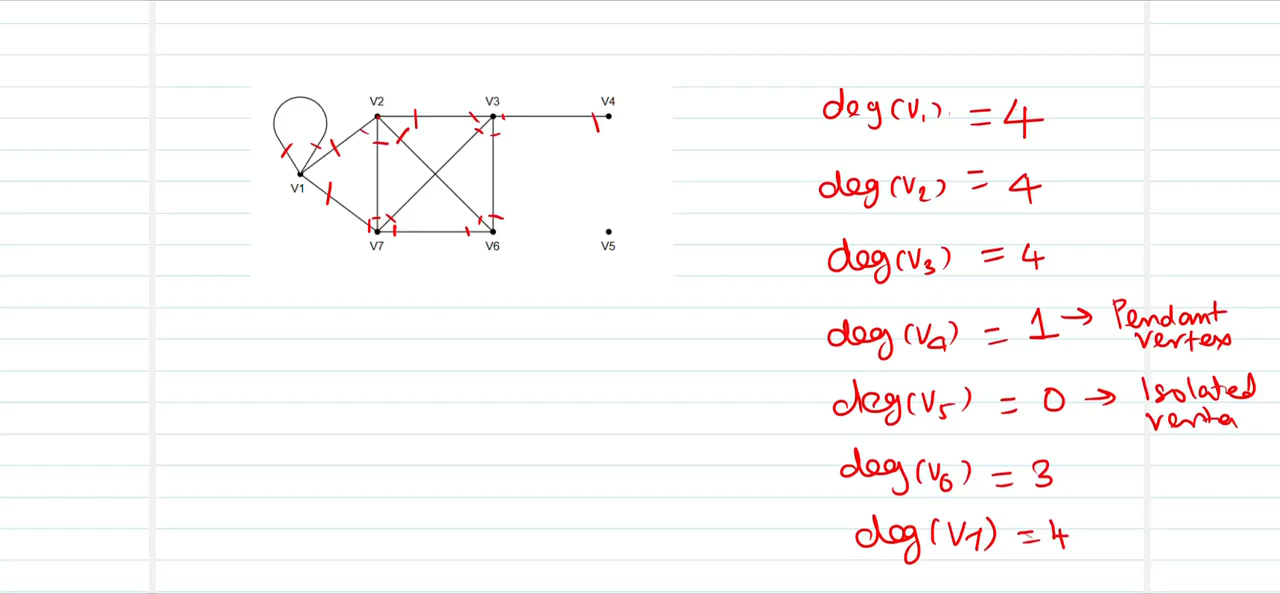 V2
V3
V4
V1
V7
V6
V5
deg(V₁) = 4
deg(V₂) = 4
deg(V₃) = 4
deg(V₄) = 1 → Pendant
vertex
deg(V₅) = 0 → Isolated
deg(V₆) = 3
deg(V7) = 4